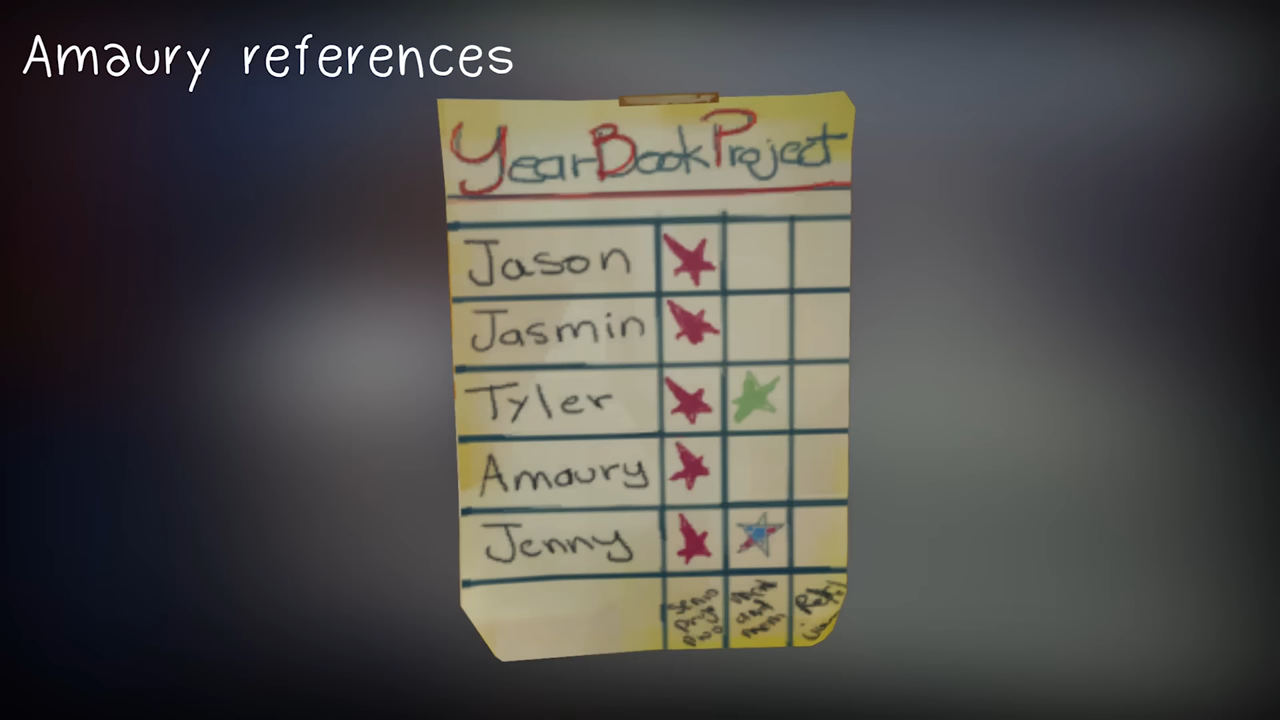 Amaury references
YearBookProject
Jason
Jasmin
Tyler
Amaury
Jenny